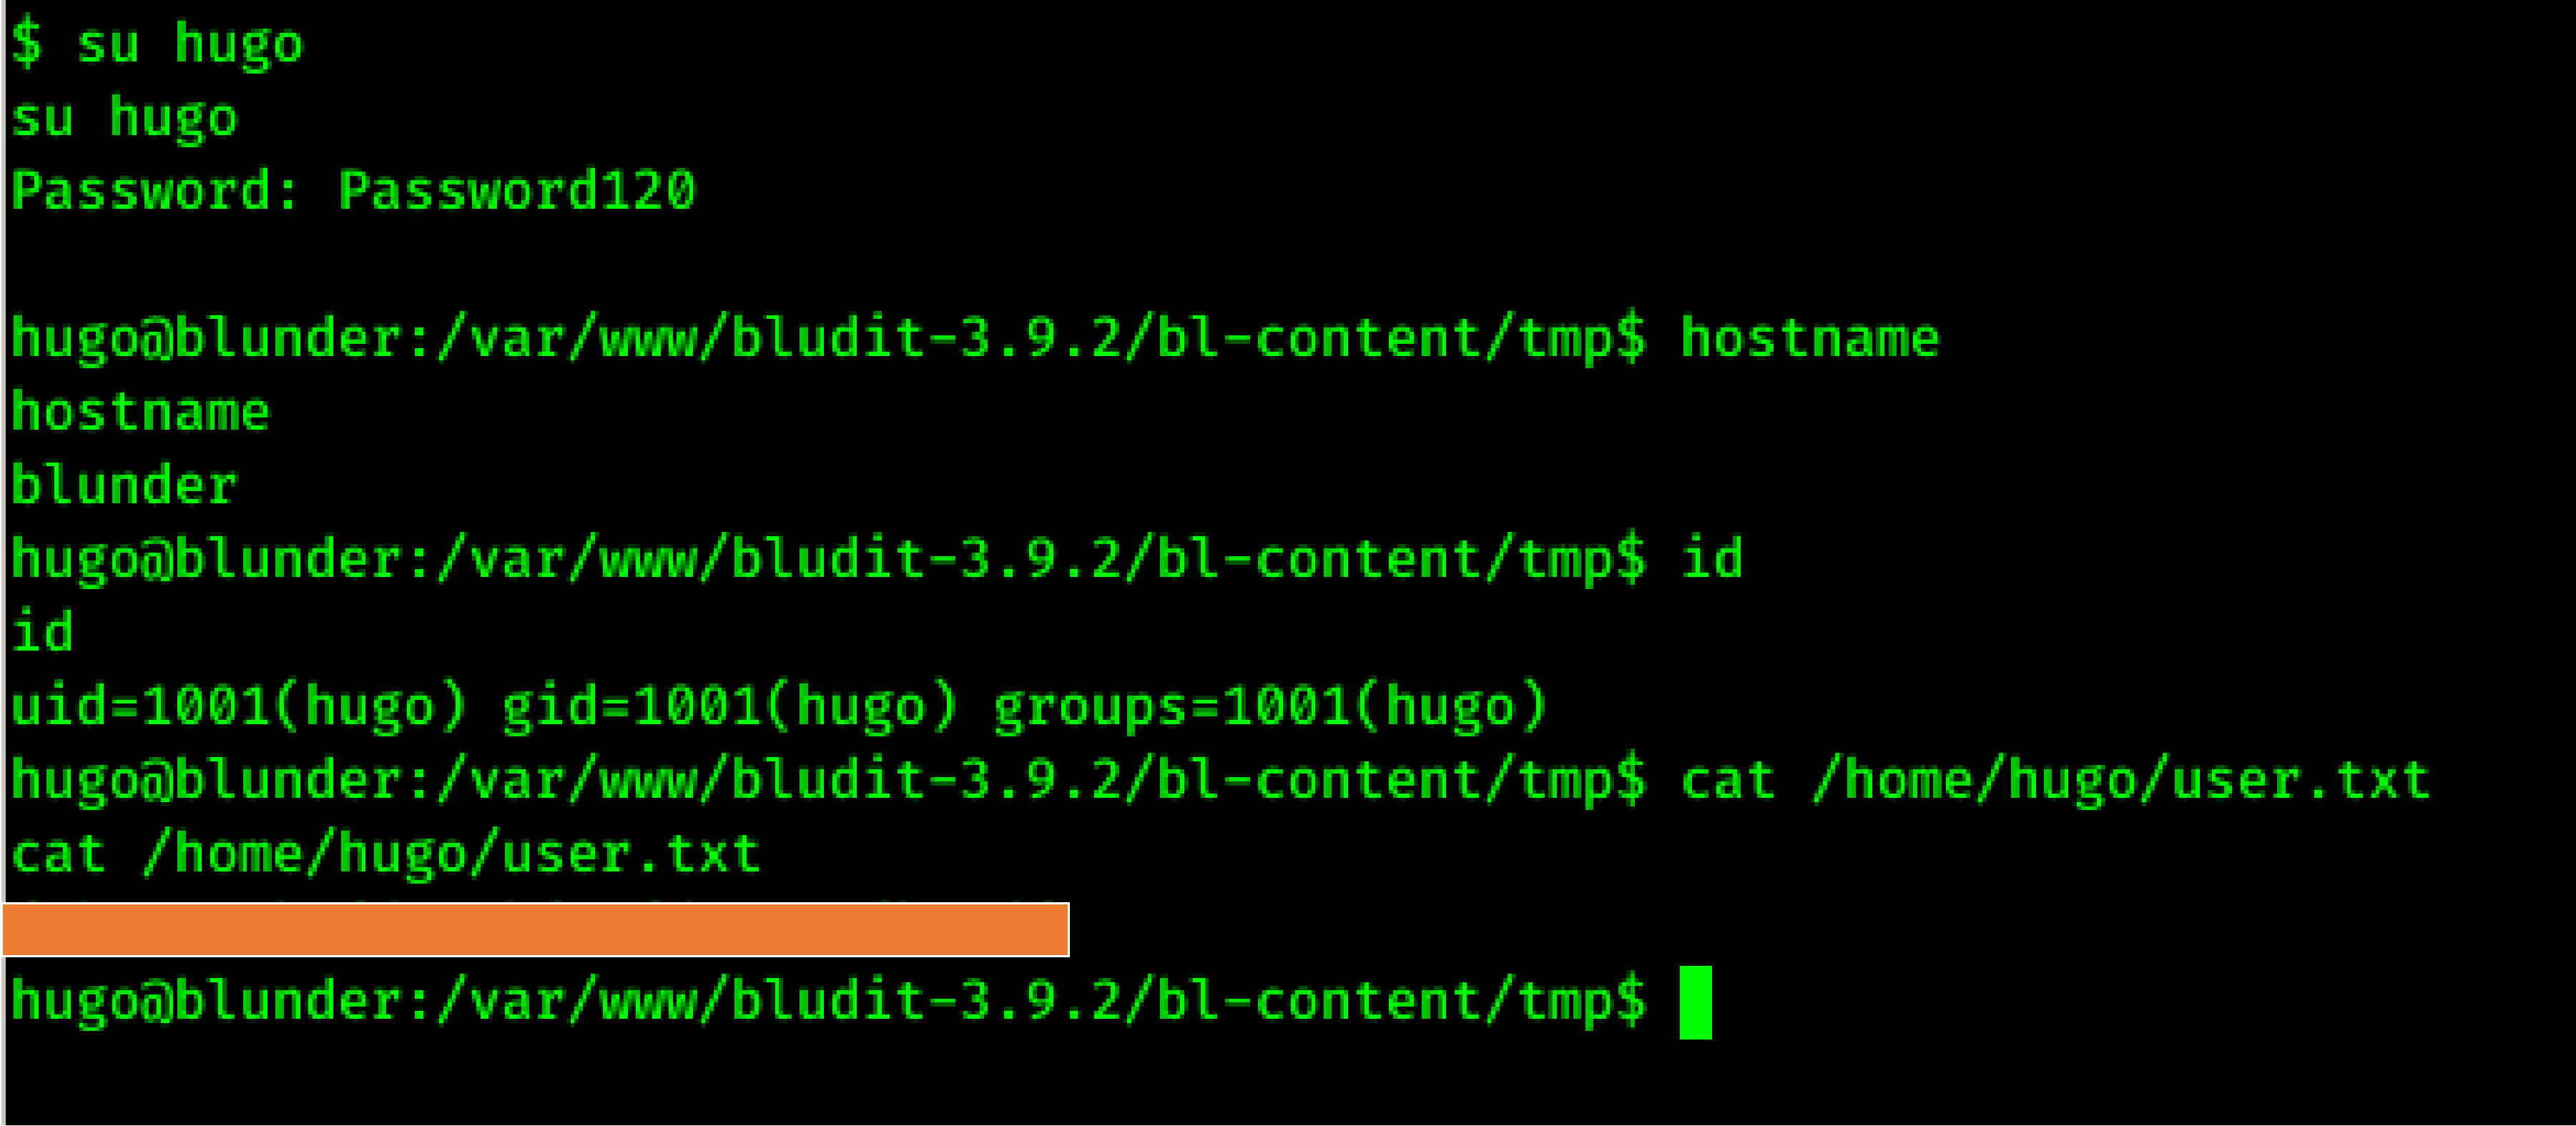 $ su hugo
su hugo
Password: Password120
hugo@blunder:/var/www/bludit-3.9.2/bl-content/tmp$ hostname
hostname
blunder
hugo@blunder:/var/www/bludit-3.9.2/bl-content/tmp$ id
id
uid=1001(hugo) gid=1001(hugo) groups=1001(hugo)
hugo@blunder:/var/www/bludit-3.9.2/bl-content/tmp$ cat /home/hugo/user.txt
cat /home/hugo/user.txt
hugo@blunder:/var/www/bludit-3.9.2/bl-content/tmp$